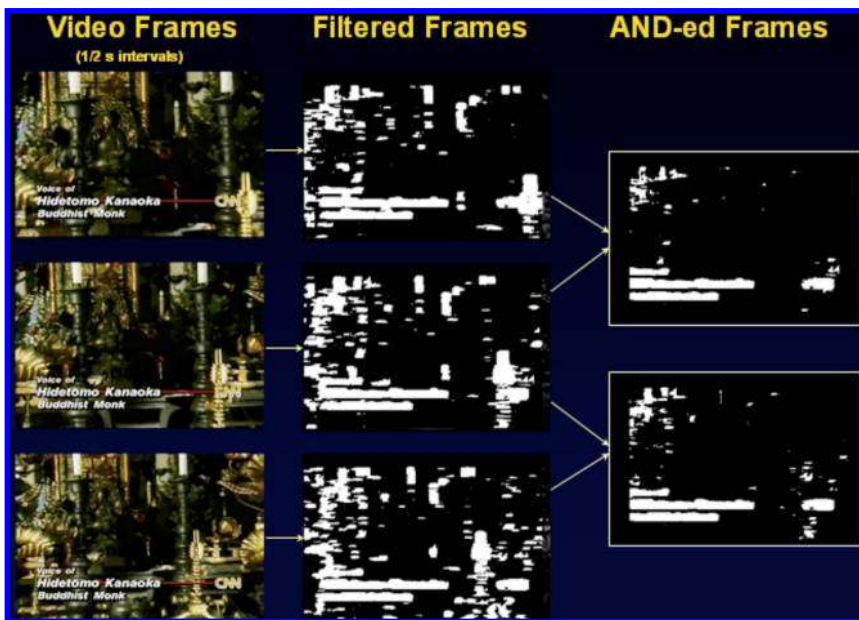 Video Frames
(1/2 s intervals)
Filtered Frames
AND-ed Frames
Voice of
Hidetomo Kanaoka
CNN
Buddhist Monk
Voice of
Hidetomo Kanaoka
Buddhist Monk
Voice of
Hidetomo Kanaoka
CNN
Buddhist Monk